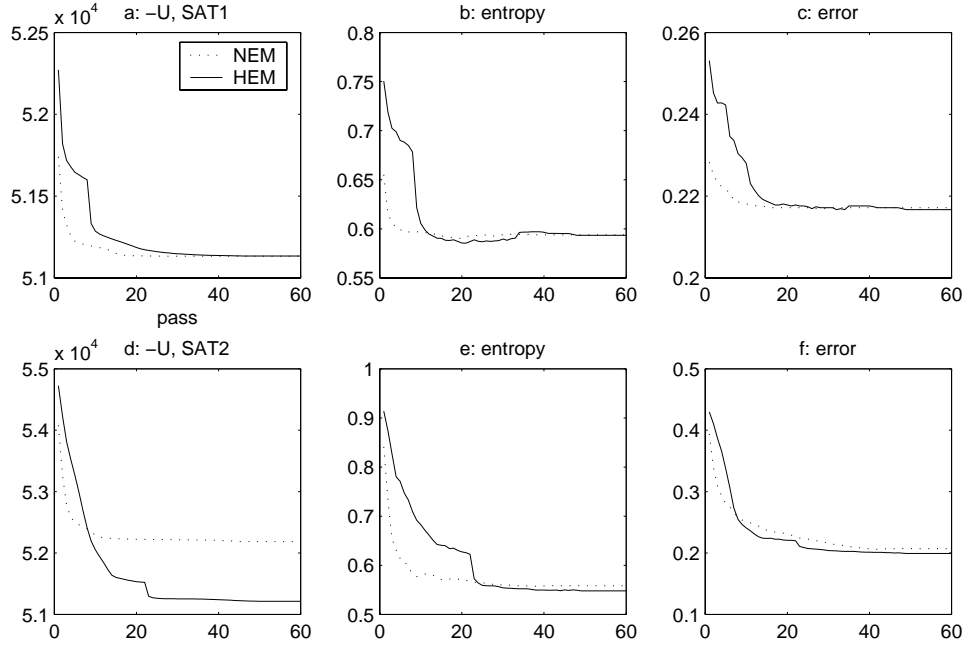 x 10^4
a: −U, SAT1
b: entropy
c: error
5.25
5.2
5.15
5.1
NEM
HEM
0.8
0.75
0.7
0.65
0.6
0.55
0.26
0.24
0.22
0.2
0 20 40 60
0 20 40 60
0 20 40 60
pass
x 10^4
d: −U, SAT2
e: entropy
f: error
5.5
5.4
5.3
5.2
5.1
1
0.9
0.8
0.7
0.6
0.5
0.5
0.4
0.3
0.2
0.1
0 20 40 60
0 20 40 60
0 20 40 60